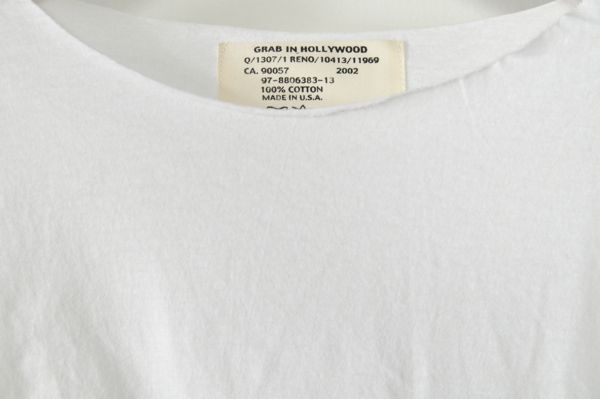 GRAB IN HOLLYWOOD
Q/1307/1 RENO/10413/11969
CA. 90057 2002
97-8806383-13
100% COTTON
MADE IN U.S.A.